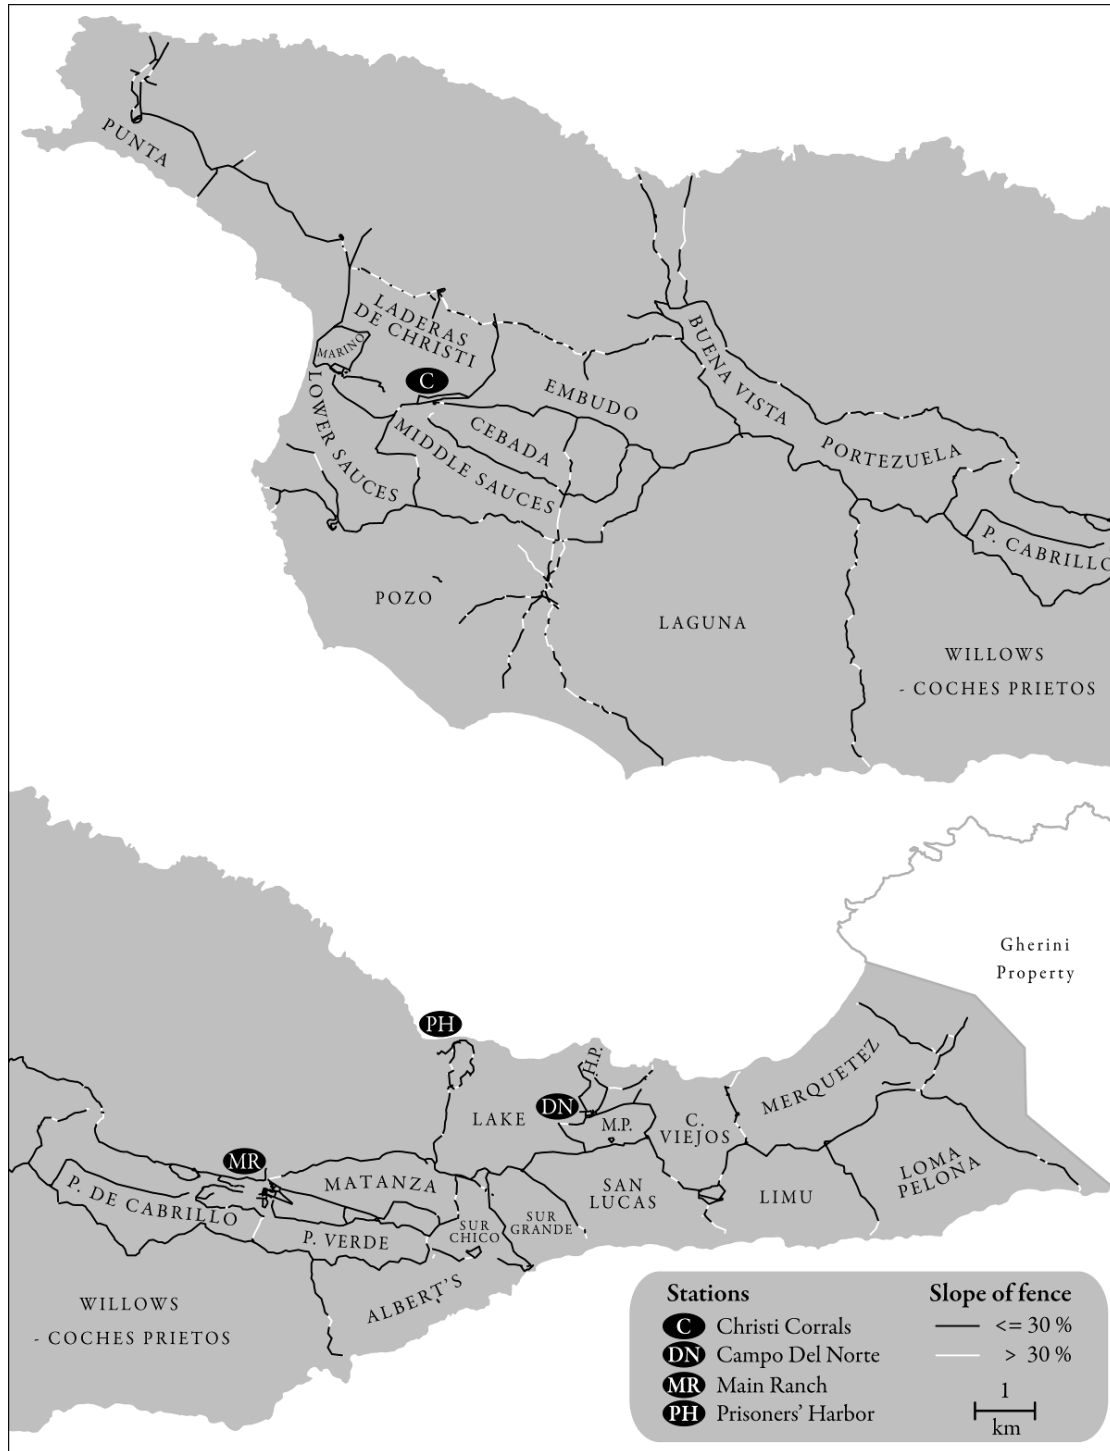 PUNTA
LADERAS
DE CHRISTI
MARINO
C
LOWER SAUCES
MIDDLE SAUCES
CEBADA
EMBUDO
BUENA VISTA
PORTEZUELA
P. CABRILLO
POZO
LAGUNA
WILLOWS
- COCHES PRIETOS
Gherini
Property
PH
H.P.
DN
LAKE
M.P.
C.
VIEJOS
MERQUETEZ
MR
MATANZA
P. DE CABRILLO
P. VERDE
SUR
CHICO
SUR
GRANDE
SAN
LUCAS
LIMU
LOMA
PELONA
ALBERT'S
WILLOWS
- COCHES PRIETOS
Stations
C Christi Corrals
DN Campo Del Norte
MR Main Ranch
PH Prisoners' Harbor
Slope of fence
<= 30 %
> 30 %
1
km